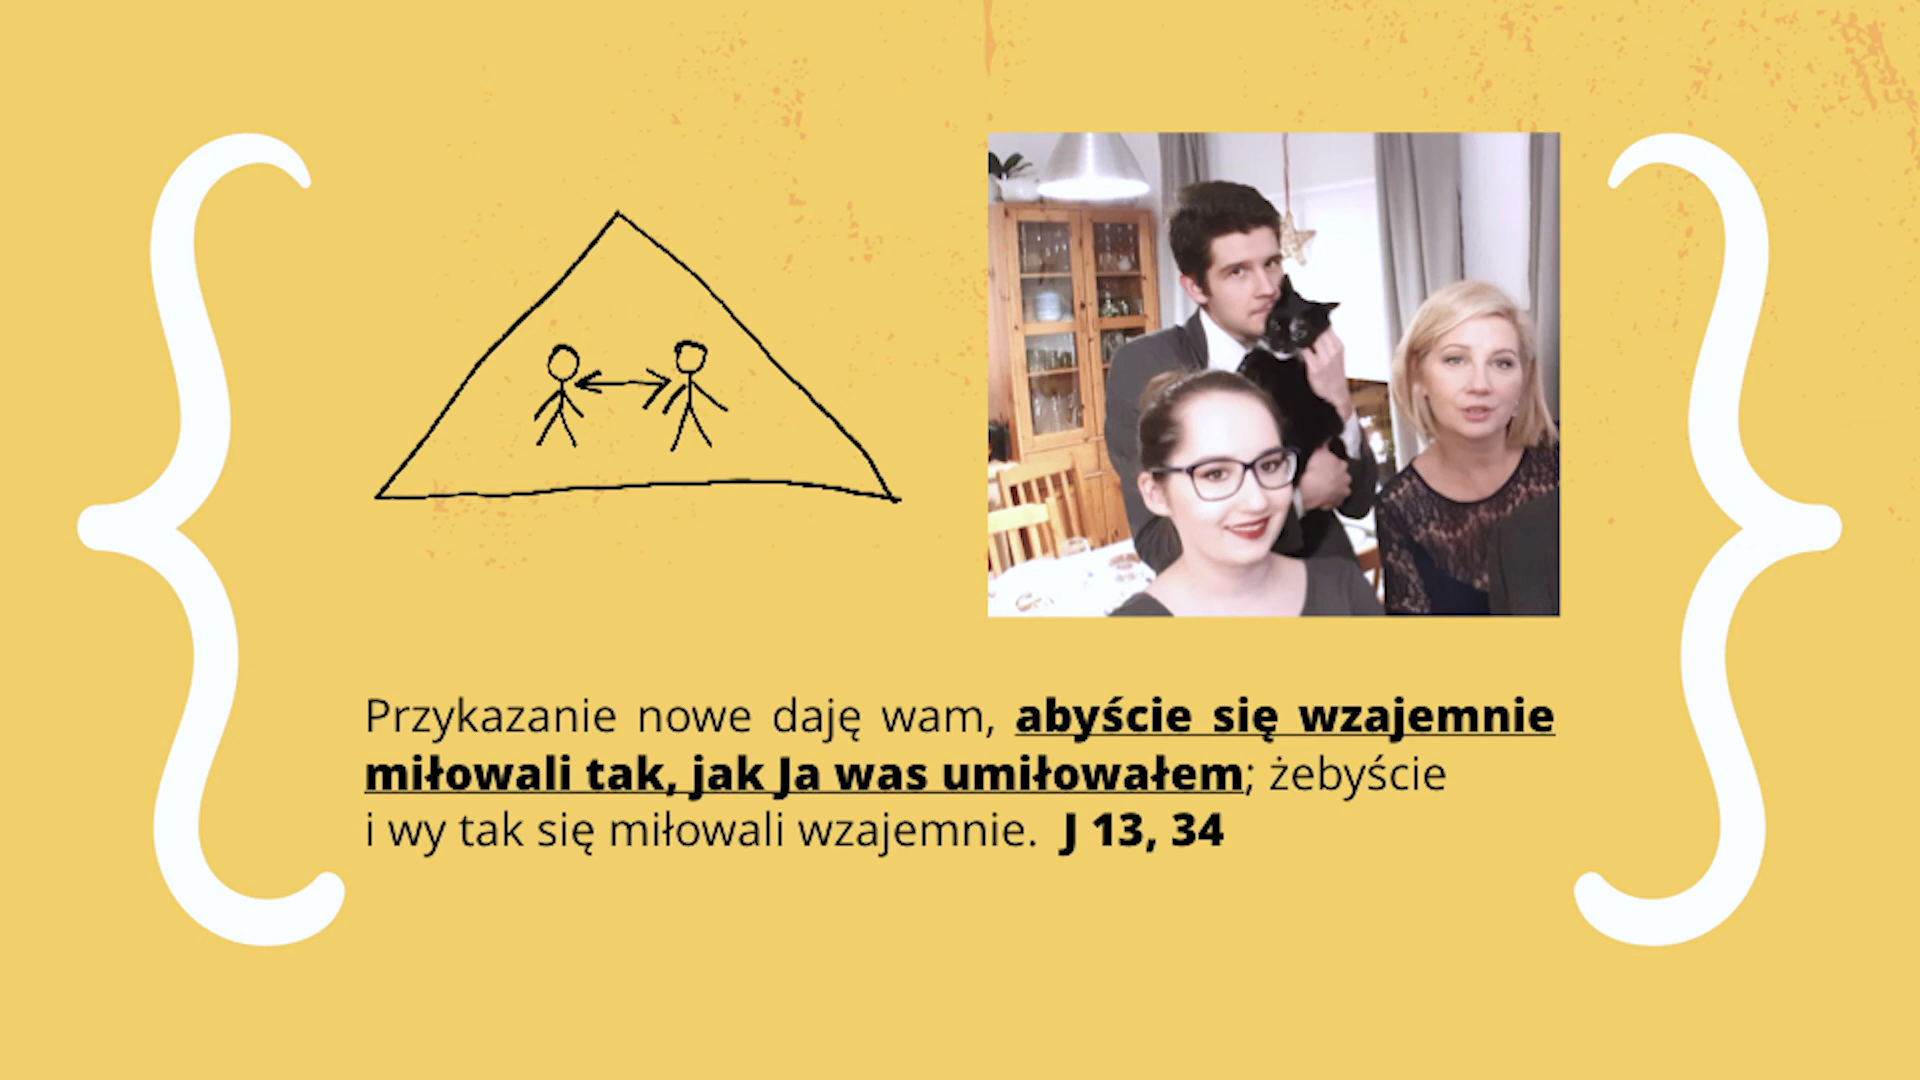 Przykazanie nowe daję wam, abyście się wzajemnie
miłowali tak, jak Ja was umiłowałem; żebyście
i wy tak się miłowali wzajemnie. J 13, 34